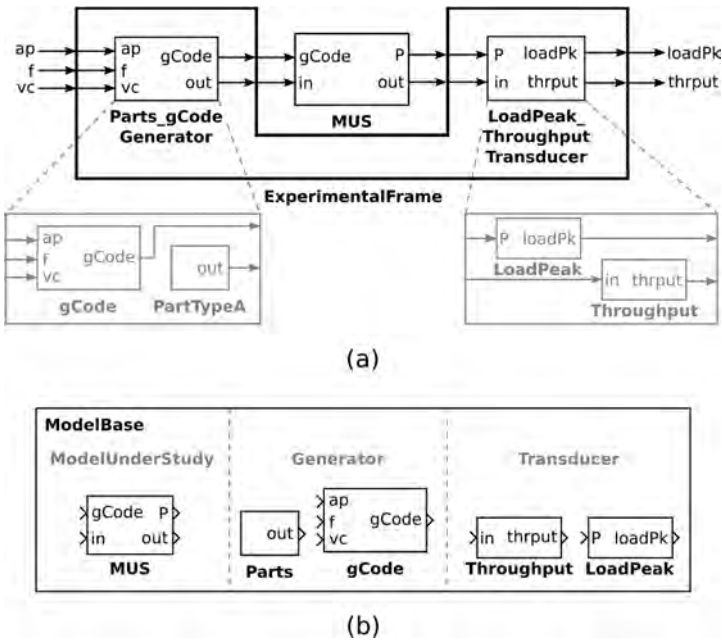 ap ap gCode gCode P P loadPk loadPk
f f
vc vc out in out in thrput thrput
Parts_gCode
Generator
MUS
LoadPeak_
Throughput
Transducer
ExperimentalFrame
ap
f gCode
vc
gCode
out
PartTypeA
P loadPk
LoadPeak
in thrput
Throughput
(a)
ModelBase
ModelUnderStudy Generator Transducer
gCode P
in out
MUS
out
Parts
ap
f gCode
vc
gCode
in thrput
Throughput
P loadPk
LoadPeak
(b)